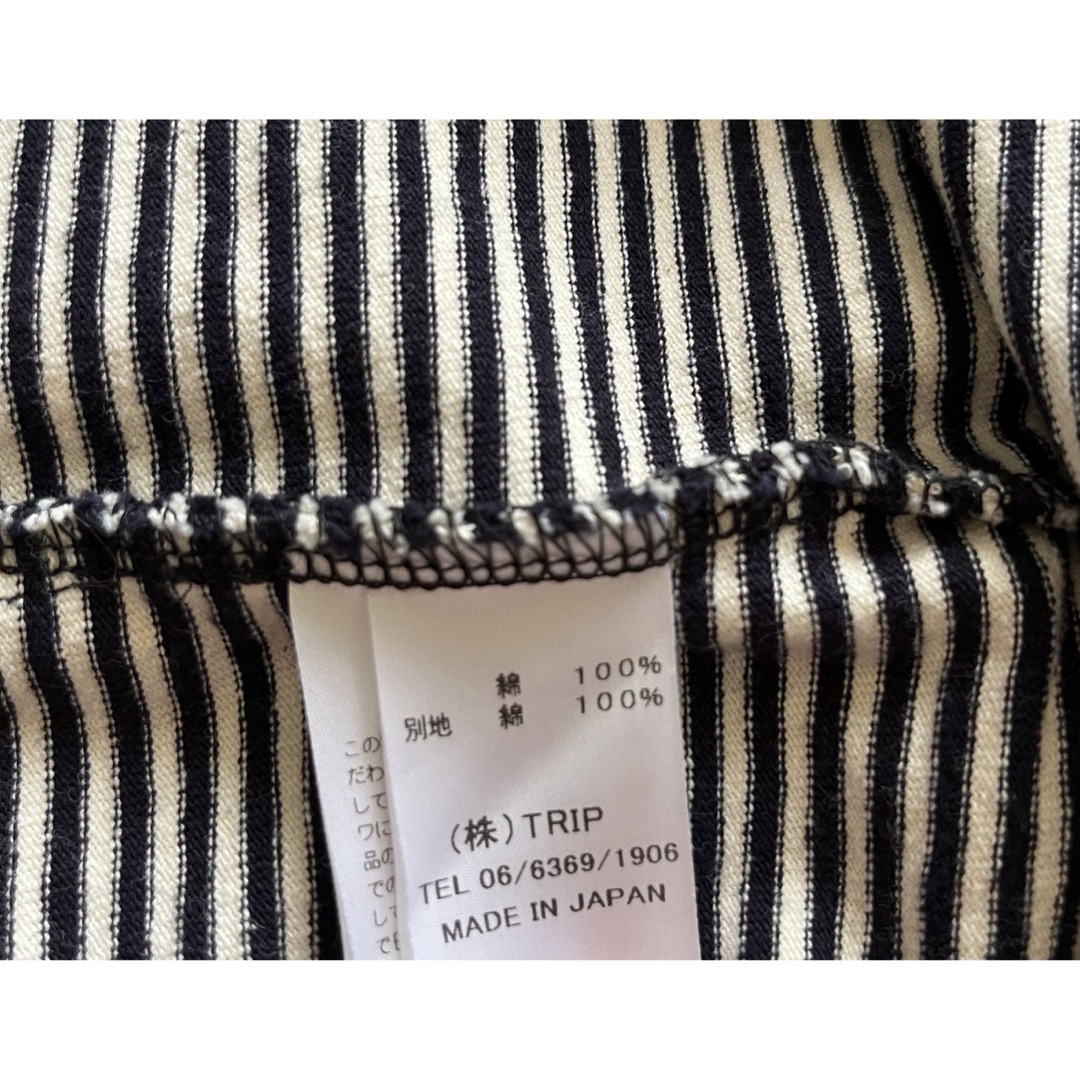 綿 100%
別地 綿 100%
(株)TRIP
TEL 06/6369/1906
MADE IN JAPAN
この
だわ
して
ワに
品の
での
して
で